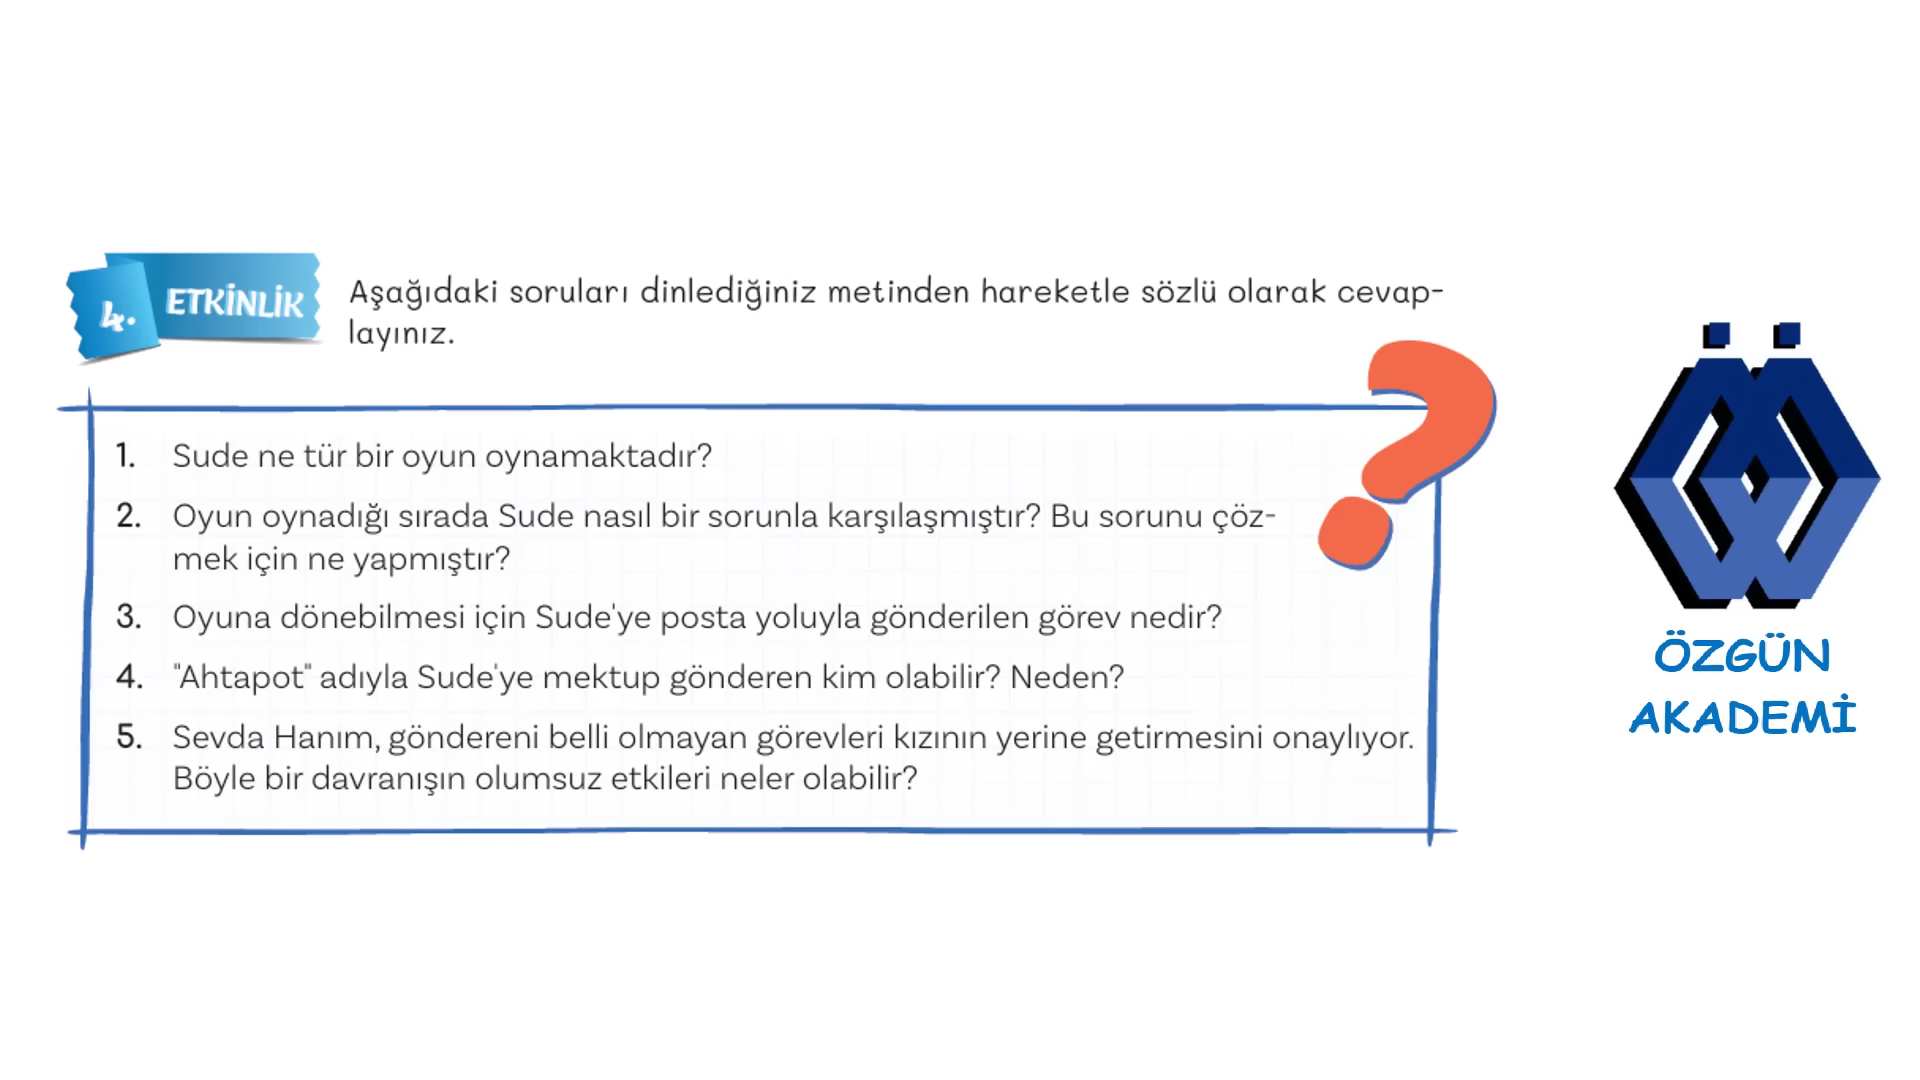 4. ETKİNLİK
Aşağıdaki soruları dinlediğiniz metinden hareketle sözlü olarak cevap-
layınız.
1. Sude ne tür bir oyun oynamaktadır?
2. Oyun oynadığı sırada Sude nasıl bir sorunla karşılaşmıştır? Bu sorunu çöz-
mek için ne yapmıştır?
3. Oyuna dönebilmesi için Sude'ye posta yoluyla gönderilen görev nedir?
4. "Ahtapot" adıyla Sude'ye mektup gönderen kim olabilir? Neden?
5. Sevda Hanım, göndereni belli olmayan görevleri kızının yerine getirmesini onaylıyor.
Böyle bir davranışın olumsuz etkileri neler olabilir?
ÖZGÜN
AKADEMİ